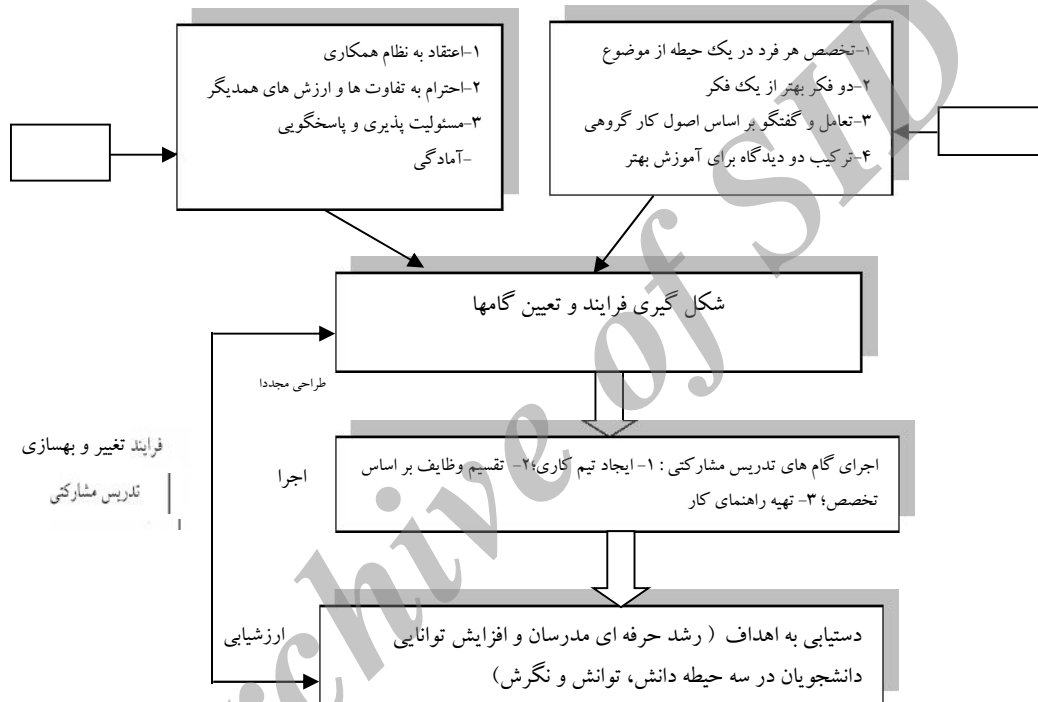 ۱-تخصص هر فرد در یک حیطه از موضوع
۲-دو فکر بهتر از یک فکر
۳-تعامل و گفتگو بر اساس اصول کار گروهی
۴-ترکیب دو دیدگاه برای آموزش بهتر
۱-اعتقاد به نظام همکاری
۲-احترام به تفاوت ها و ارزش های همدیگر
۳-مسئولیت پذیری و پاسخگویی
-آمادگی
شکل گیری فرایند و تعیین گامها
طراحی مجددا
اجرای گام های تدریس مشارکتی : ۱- ایجاد تیم کاری؛۲- تقسیم وظایف بر اساس
تخصص؛ ۳- تهیه راهنمای کار
اجرا
فرایند تغییر و بهسازی
تدریس مشارکتی
دستیابی به اهداف ( رشد حرفه ای مدرسان و افزایش توانایی
دانشجویان در سه حیطه دانش، توانش و نگرش)
ارزشیابی
Archive of SID